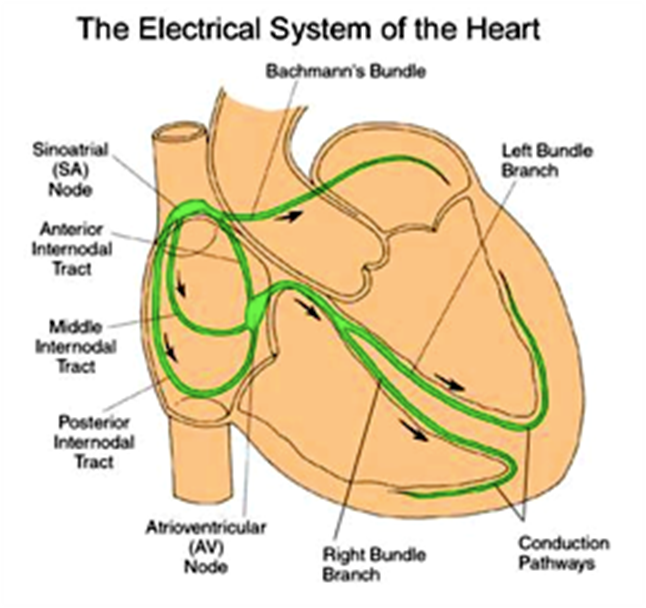 The Electrical System of the Heart
Bachmann's Bundle
Sinoatrial
(SA)
Node
Left Bundle
Branch
Anterior
Internodal
Tract
Middle
Internodal
Tract
Posterior
Internodal
Tract
Atrioventricular
(AV)
Node
Right Bundle
Branch
Conduction
Pathways